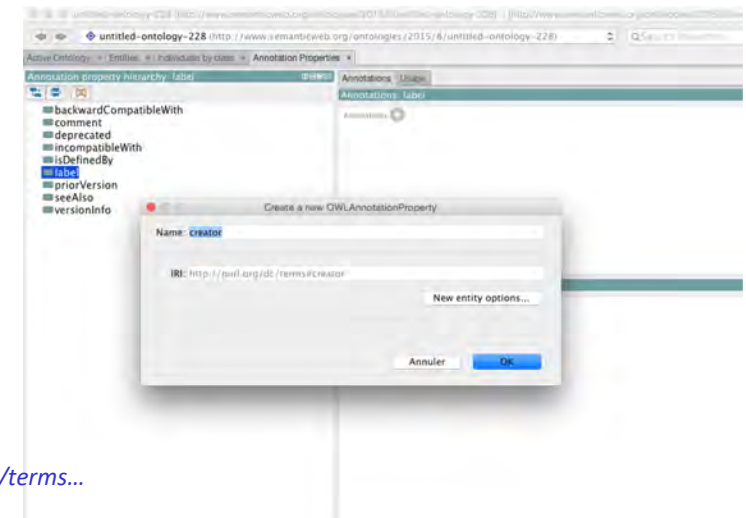 untitled-ontology-228 (http://www.semanticweb.org/ontologies/2015/6/untitled-ontology-228)
Active Ontology × Entities × Individuals by class × Annotation Properties ×
Annotation property hierarchy: label
Annotations Usage
Annotations: label
Annotations
backwardCompatibleWith
comment
deprecated
incompatibleWith
isDefinedBy
label
priorVersion
seeAlso
versionInfo
Create a new OWLAnnotationProperty
Name: creator
IRI: http://purl.org/dc/terms#creator
New entity options...
Annuler OK
/terms…